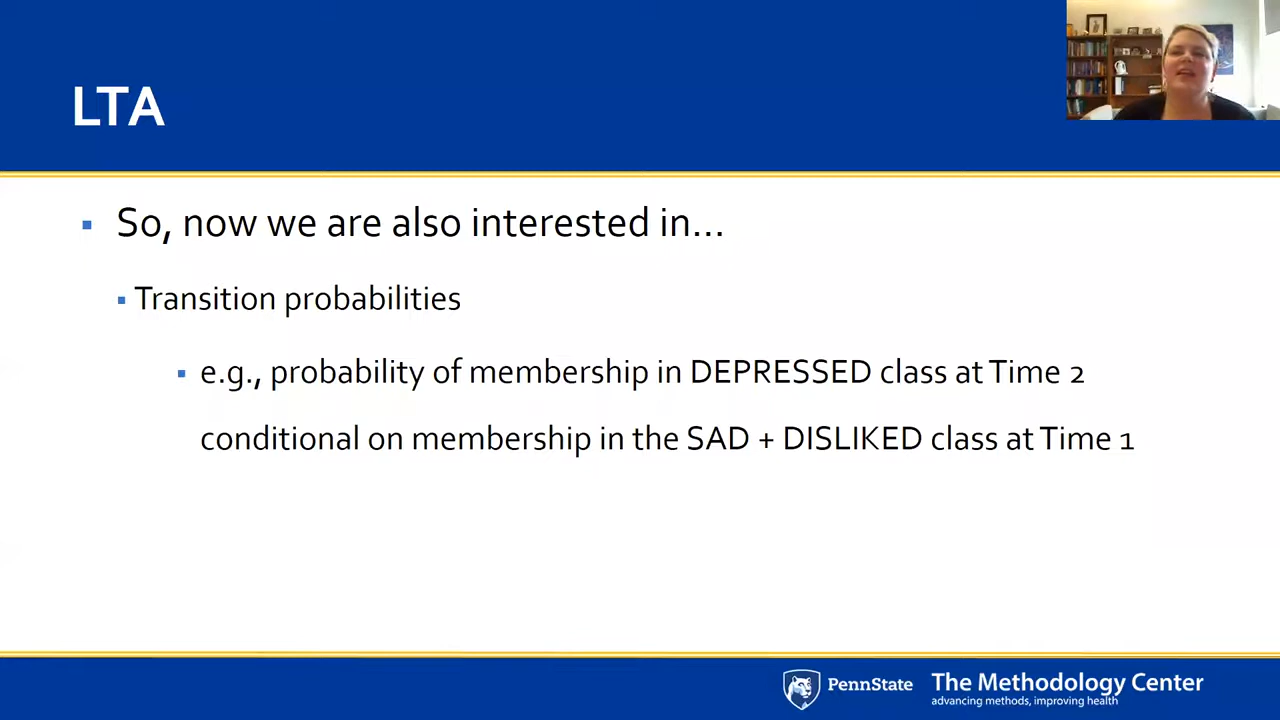 LTA
So, now we are also interested in…
Transition probabilities
e.g., probability of membership in DEPRESSED class at Time 2
conditional on membership in the SAD + DISLIKED class at Time 1
PennState
The Methodology Center
advancing methods, improving health